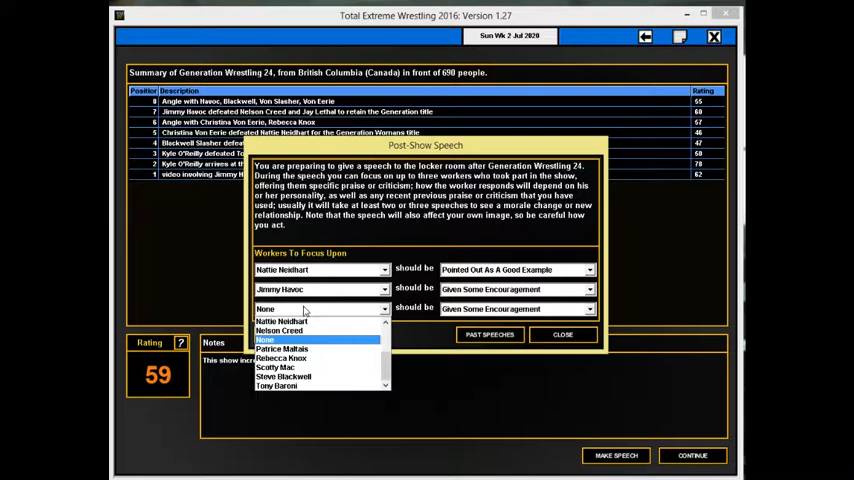 Total Extreme Wrestling 2016: Version 1.27
Sun Wk 2 Jul 2020
Summary of Generation Wrestling 24, from British Columbia (Canada) in front of 690 people.
Position Description Rating
8 Angle with Havoc, Blackwell, Von Slasher, Von Eerie 55
7 Jimmy Havoc defeated Nelson Creed and Jay Lethal to retain the Generation title 60
6 Angle with Christina Von Eerie, Rebecca Knox 57
5 Christina Von Eerie defeated Nattie Neidhart for the Generation Womans title 46
4 Blackwell Slasher defeat 47
3 Kyle O'Reilly defeated To 50
2 Kyle O'Reilly arrives at th 78
1 video involving Jimmy H 62
Post-Show Speech
You are preparing to give a speech to the locker room after Generation Wrestling 24.
During the speech you can focus on up to three workers who took part in the show,
offering them specific praise or criticism; how the worker responds will depend on his
or her personality, as well as any recent previous praise or criticism that you have
used; usually it will take at least two or three speeches to see a morale change or new
relationship. Note that the speech will also affect your own image, so be careful how
you act.
Workers To Focus Upon
Nattie Neidhart should be Pointed Out As A Good Example
Jimmy Havoc should be Given Some Encouragement
None should be Given Some Encouragement
Nattie Neidhart
Nelson Creed
None
Patrice Maltais
Rebecca Knox
Scotty Mac
Steve Blackwell
Tony Baroni
PAST SPEECHES CLOSE
Rating ? Notes
59
This show incr
MAKE SPEECH CONTINUE